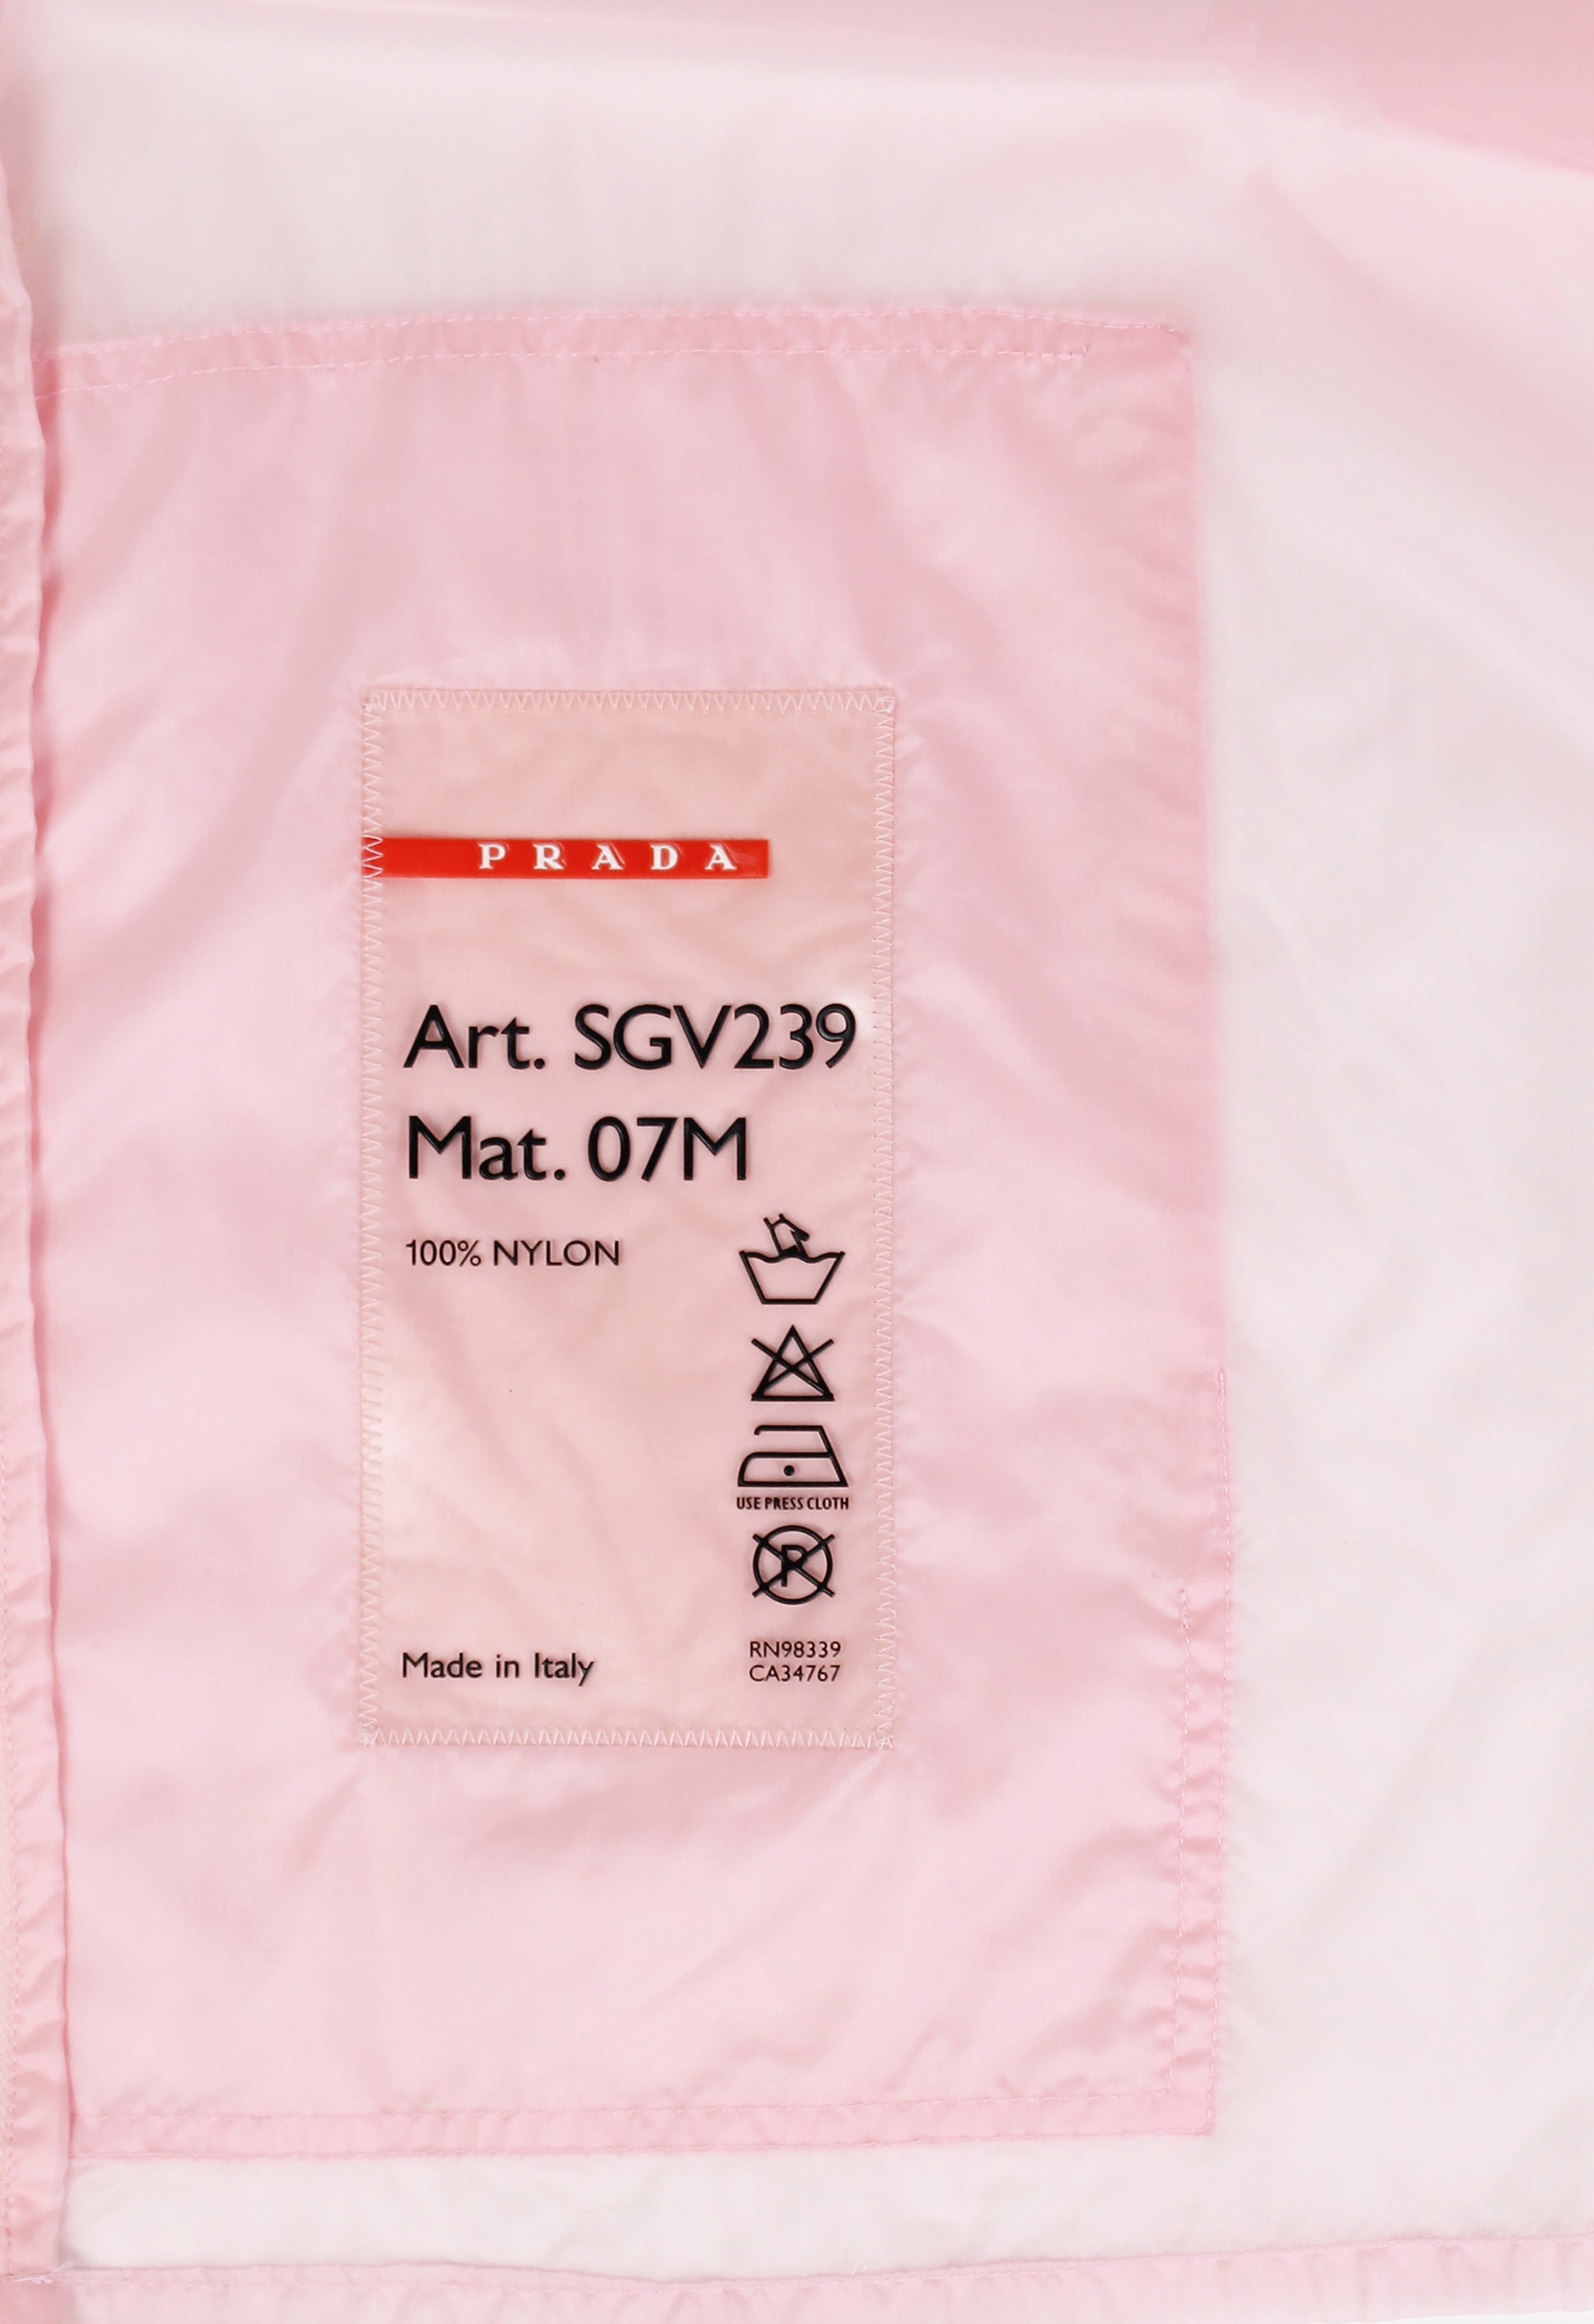 PRADA
Art. SGV239
Mat. 07M
100% NYLON
USE PRESS CLOTH
P
Made in Italy
RN98339
CA34767